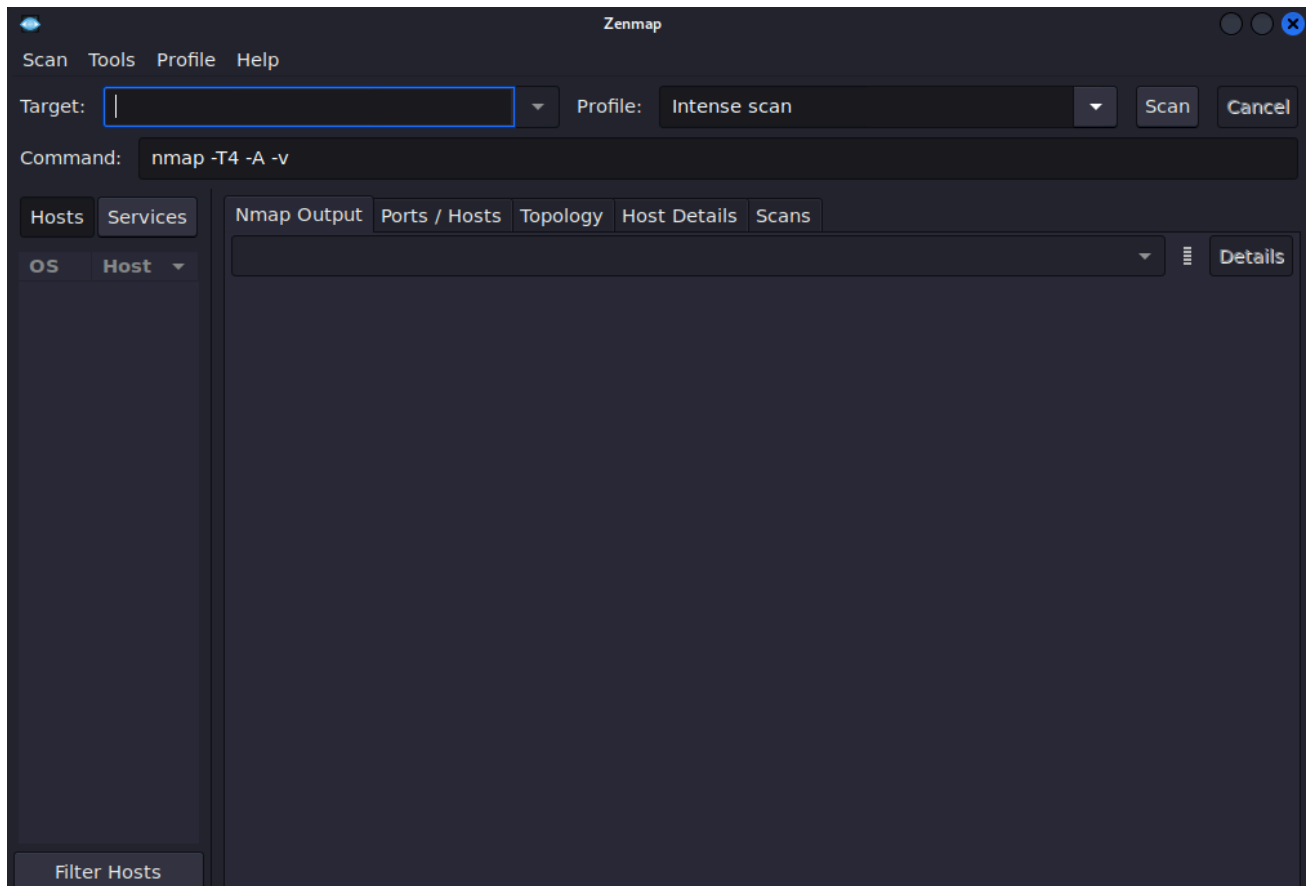 Zenmap
Scan Tools Profile Help
Target: Profile: Intense scan Scan Cancel
Command: nmap -T4 -A -v
Hosts Services Nmap Output Ports / Hosts Topology Host Details Scans
OS Host Details
Filter Hosts